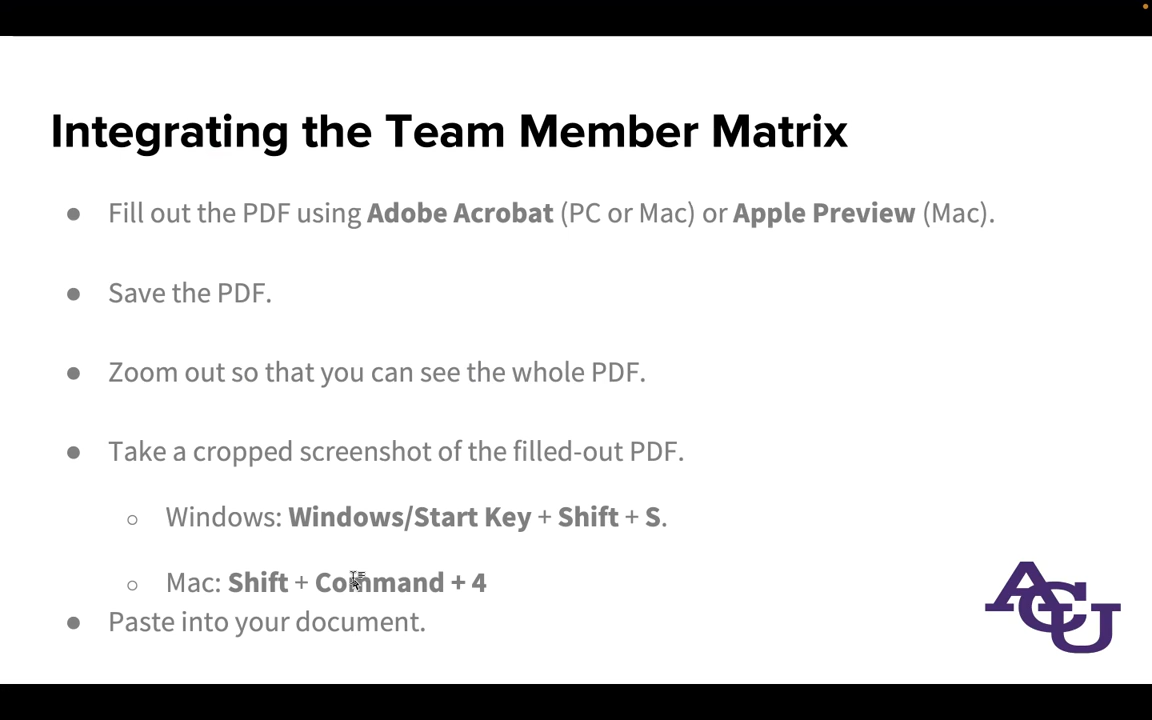 Integrating the Team Member Matrix
● Fill out the PDF using Adobe Acrobat (PC or Mac) or Apple Preview (Mac).
● Save the PDF.
● Zoom out so that you can see the whole PDF.
● Take a cropped screenshot of the filled-out PDF.
○ Windows: Windows/Start Key + Shift + S.
○ Mac: Shift + Command + 4
● Paste into your document.
ACU